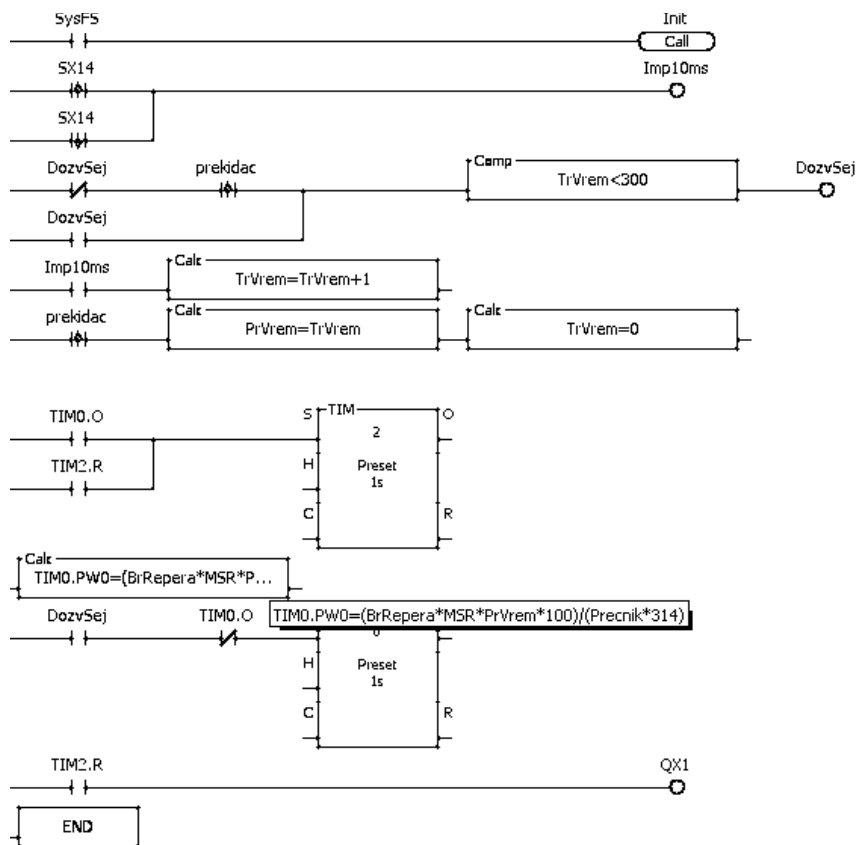 SysFS Init
Call
SX14 Imp10ms
SX14
DozvSej prekidac Comp TrVrem<300 DozvSej
DozvSej
Imp10ms Calc TrVrem=TrVrem+1
prekidac Calc PrVrem=TrVrem Calc TrVrem=0
TIM0.O S TIM O
2
TIM2.R H Preset
1s
C R
Calc
TIM0.PW0=(BrRepera*MSR*P...
DozvSej TIM0.O TIM0.PW0=(BrRepera*MSR*PrVrem*100)/(Precnik*314)
H Preset
1s
C R
TIM2.R QX1
END